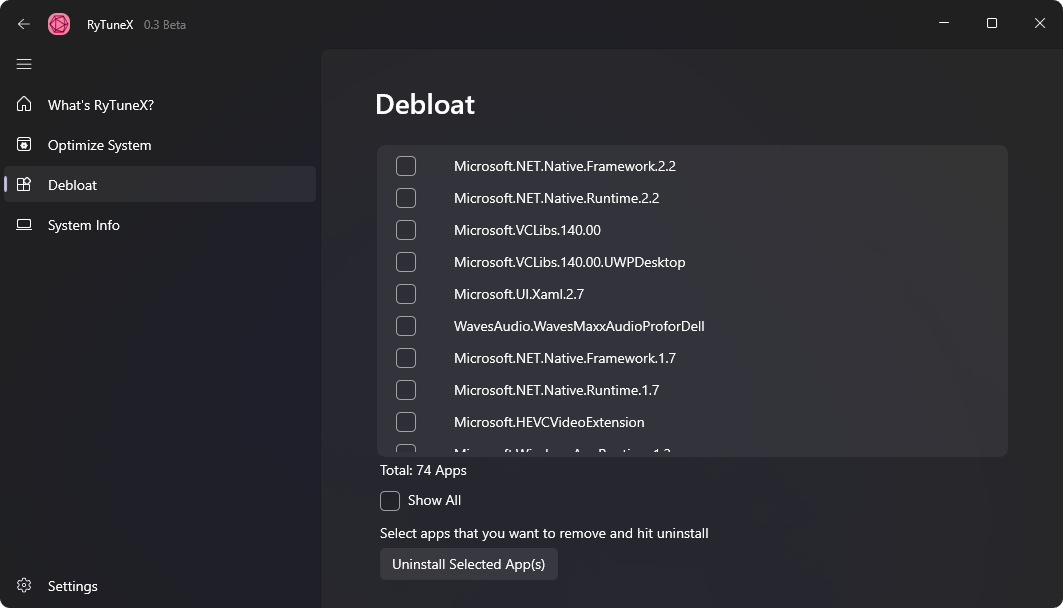 RyTuneX 0.3 Beta
What's RyTuneX?
Optimize System
Debloat
System Info
Settings
Debloat
Microsoft.NET.Native.Framework.2.2
Microsoft.NET.Native.Runtime.2.2
Microsoft.VCLibs.140.00
Microsoft.VCLibs.140.00.UWPDesktop
Microsoft.UI.Xaml.2.7
WavesAudio.WavesMaxxAudioProforDell
Microsoft.NET.Native.Framework.1.7
Microsoft.NET.Native.Runtime.1.7
Microsoft.HEVCVideoExtension
Total: 74 Apps
Show All
Select apps that you want to remove and hit uninstall
Uninstall Selected App(s)